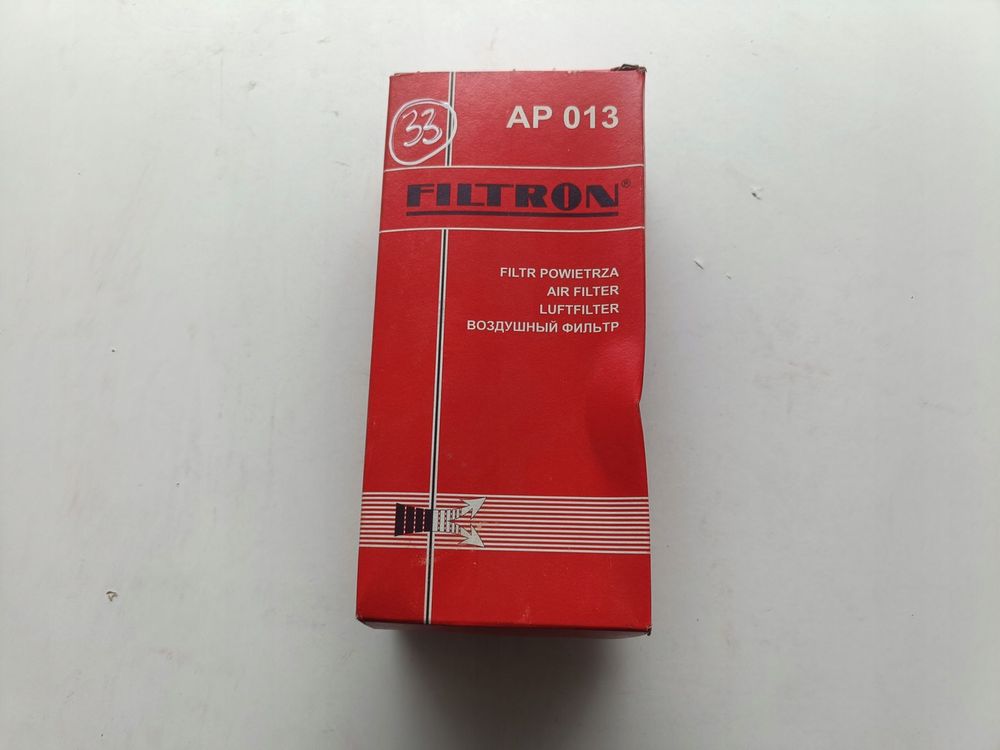 33
AP 013
FILTRON®
FILTR POWIETRZA
AIR FILTER
LUFTFILTER
ВОЗДУШНЫЙ ФИЛЬТР